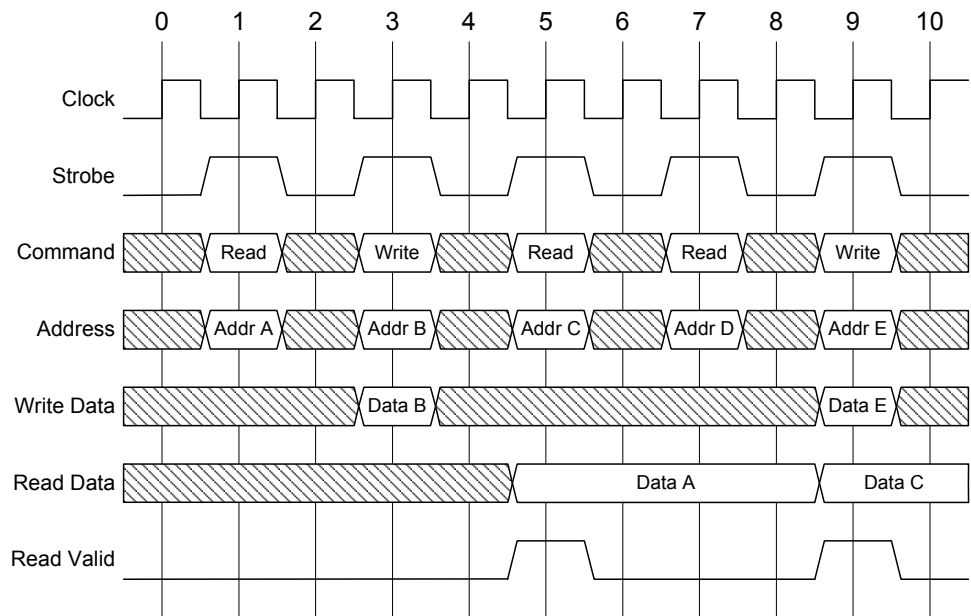 0 1 2 3 4 5 6 7 8 9 10
Clock
Strobe
Command Read Write Read Read Write
Address Addr A Addr B Addr C Addr D Addr E
Write Data Data B Data E
Read Data Data A Data C
Read Valid